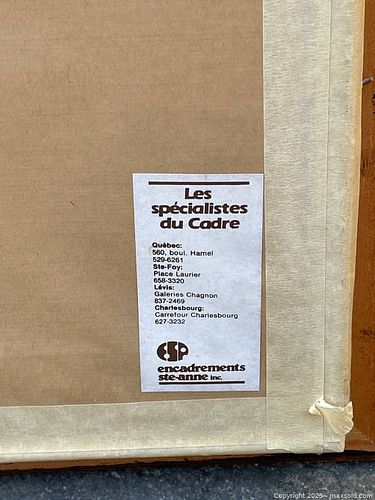 Les
spécialistes
du Cadre
Québec:
560, boul. Hamel
529-6261
Ste-Foy:
Place Laurier
658-3320
Lévis:
Galeries Chagnon
837-2469
Charlesbourg:
Carrefour Charlesbourg
627-3232
ESP
encadrements
ste-anne inc.
Copyright 2025 - maxsold.com